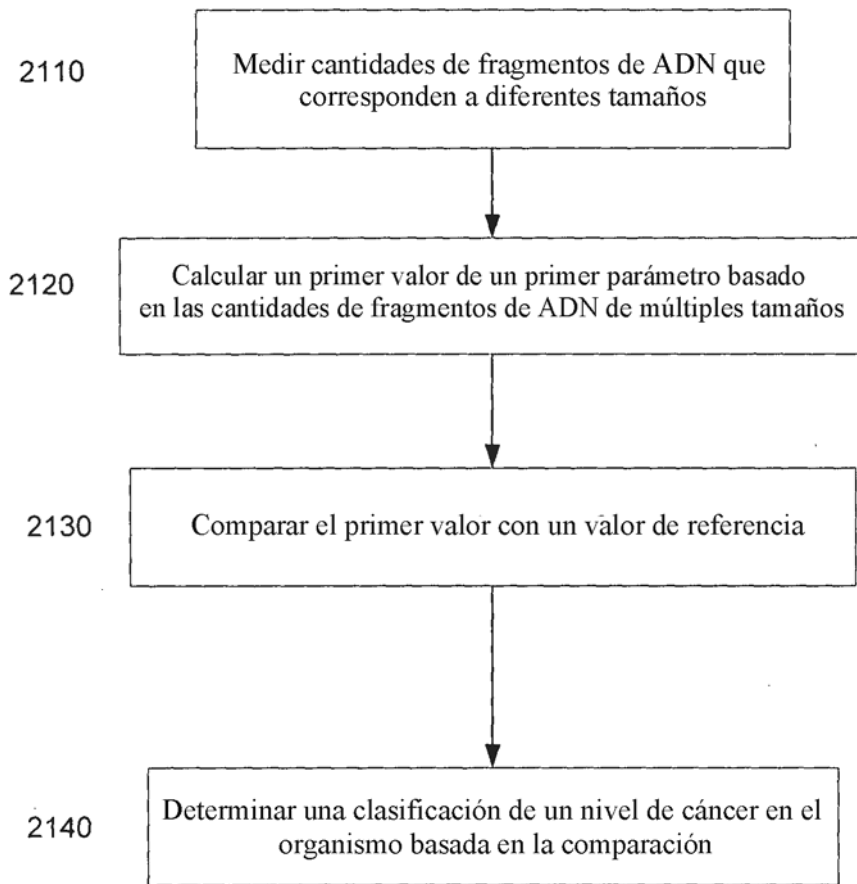 2110
Medir cantidades de fragmentos de ADN que
corresponden a diferentes tamaños
2120
Calcular un primer valor de un primer parámetro basado
en las cantidades de fragmentos de ADN de múltiples tamaños
2130
Comparar el primer valor con un valor de referencia
2140
Determinar una clasificación de un nivel de cáncer en el
organismo basada en la comparación